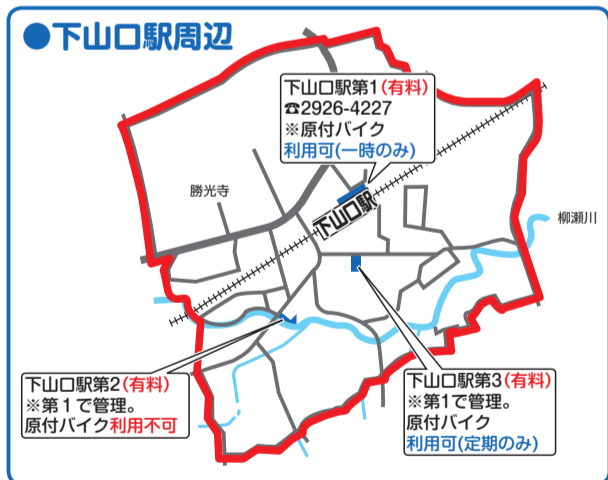 ●下山口駅周辺
下山口駅第1(有料)
☎2926-4227
※原付バイク
利用可(一時のみ)
勝光寺
下山口駅
柳瀬川
下山口駅第2(有料)
※第1で管理。
原付バイク利用不可
下山口駅第3(有料)
※第1で管理。
原付バイク
利用可(定期のみ)